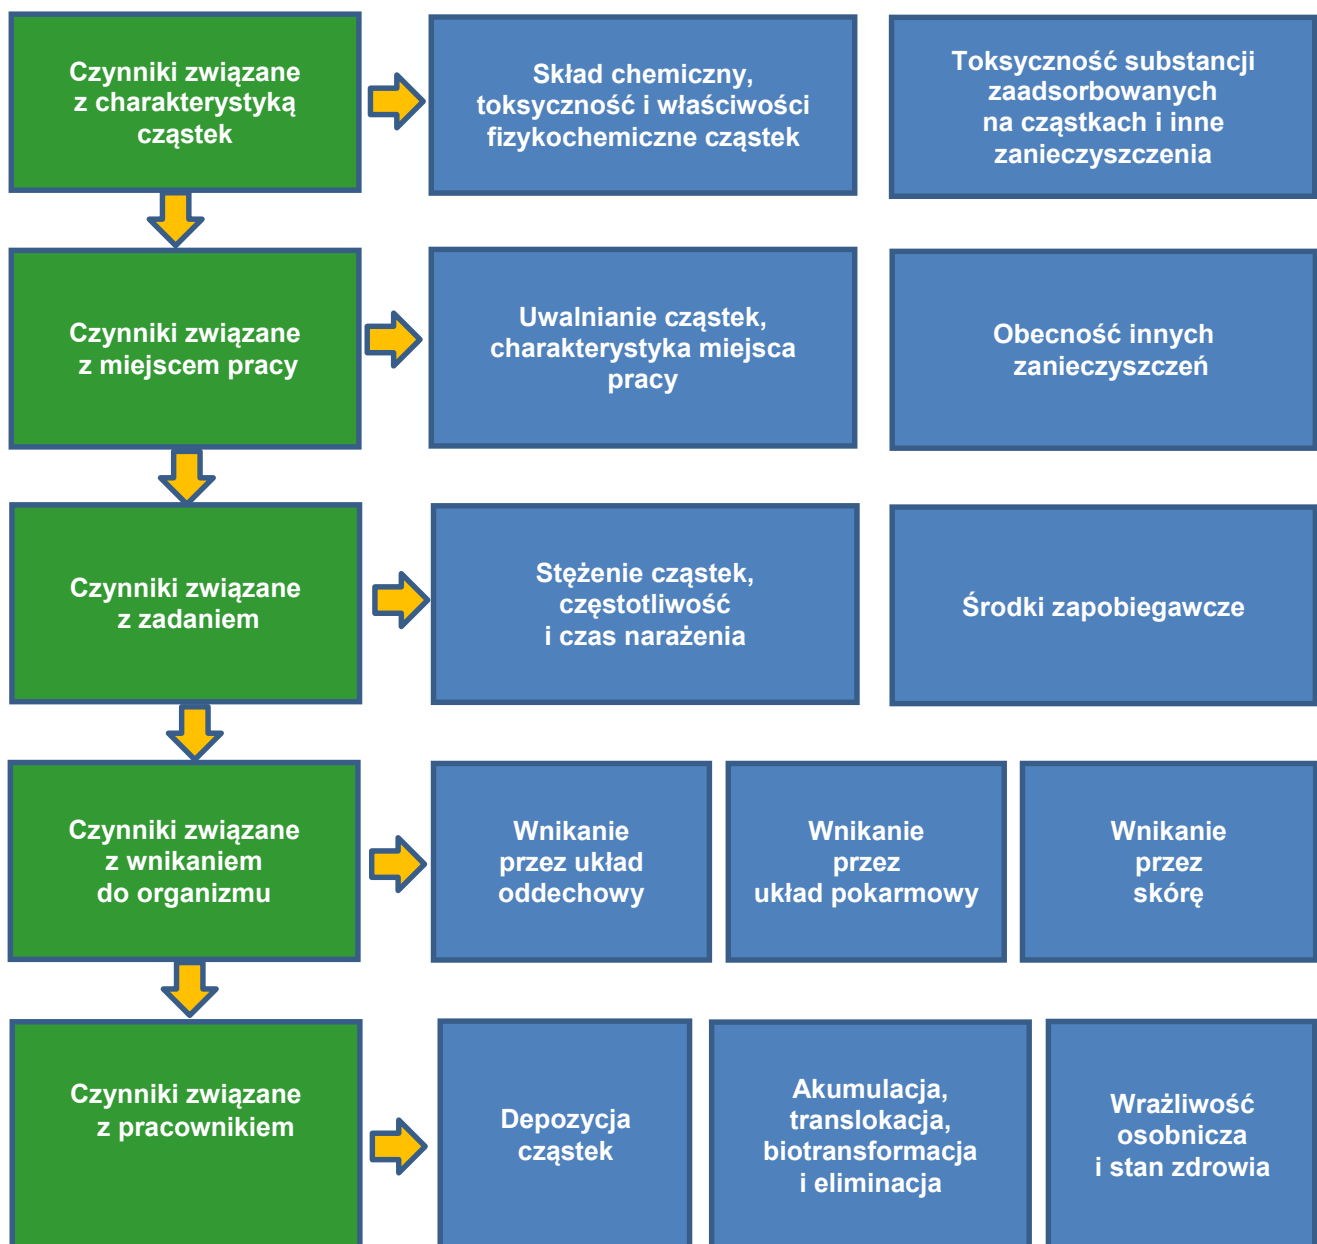 Czynniki związane
z charakterystyką
cząstek
Skład chemiczny,
toksyczność i właściwości
fizykochemiczne cząstek
Toksyczność substancji
zaadsorbowanych
na cząstkach i inne
zanieczyszczenia
Czynniki związane
z miejscem pracy
Uwalnianie cząstek,
charakterystyka miejsca
pracy
Obecność innych
zanieczyszczeń
Czynniki związane
z zadaniem
Stężenie cząstek,
częstotliwość
i czas narażenia
Środki zapobiegawcze
Czynniki związane
z wnikaniem
do organizmu
Wnikanie
przez układ
oddechowy
Wnikanie
przez
układ pokarmowy
Wnikanie
przez
skórę
Czynniki związane
z pracownikiem
Depozycja
cząstek
Akumulacja,
translokacja,
biotransformacja
i eliminacja
Wrażliwość
osobnicza
i stan zdrowia